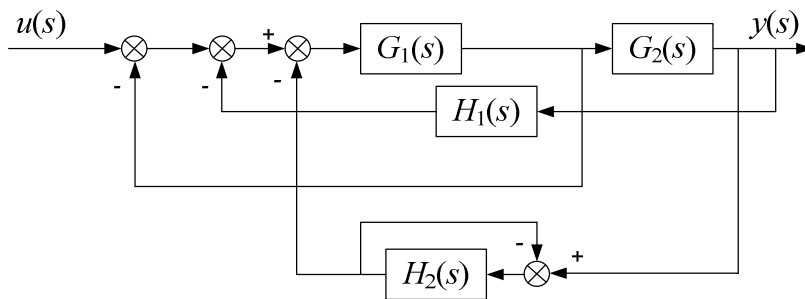 u(s)
y(s)
+
G₁(s)
G₂(s)
-
-
-
H₁(s)
-
+
H₂(s)